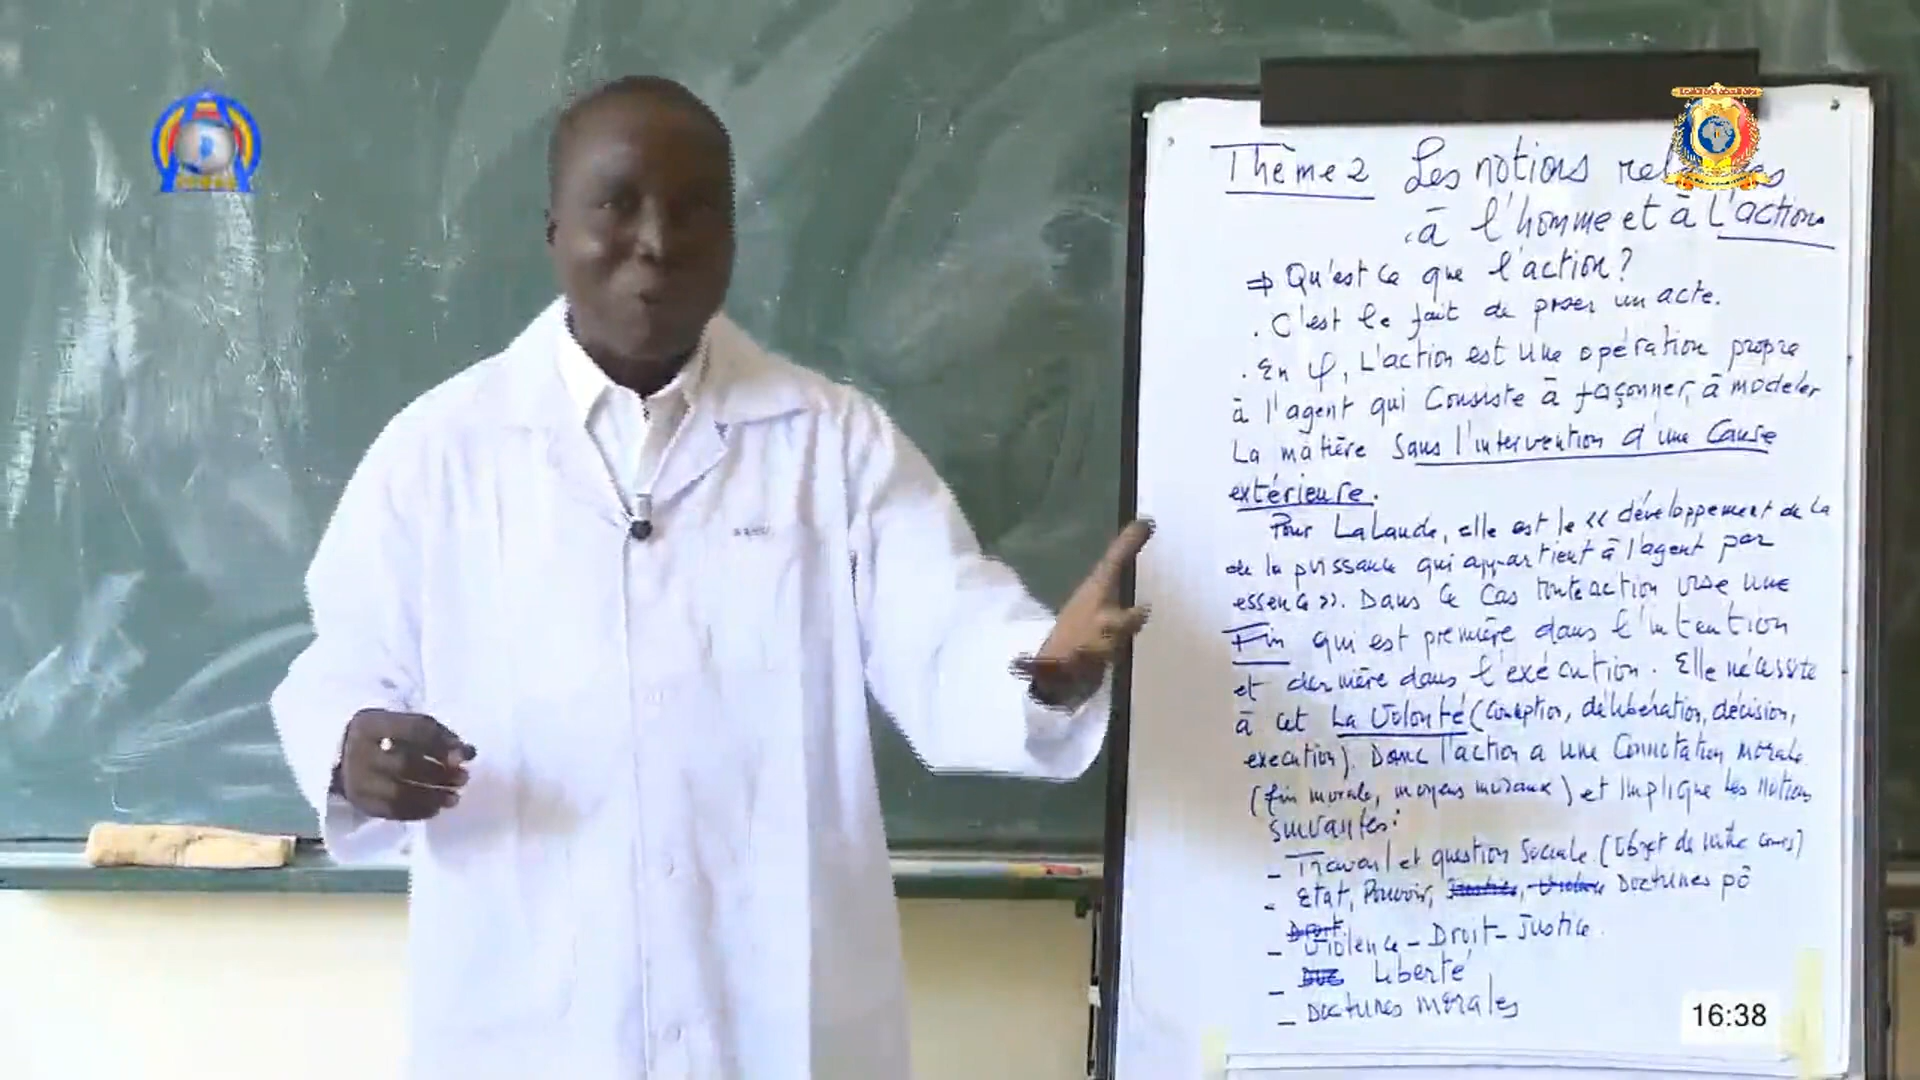 Thème 2 Les notions relatives
à l'homme et à L'action
⇒ Qu'est ce que l'action ?
. C'est le fait de poser un acte.
. En φ, L'action est une opération propre
à l'agent qui Consiste à façonner, à modeler
La matière Sans l'intervention d'une Cause
extérieure.
Pour Lalande, elle est le « développement de la
de la puissance qui appartient à l'agent par
essence ». Dans ce Cas toute action vise une
Fin qui est première dans l'intention
et dernière dans l'exécution. Elle nécessite
à cet La Volonté (Conception, délibération, décision,
execution). Donc l'action a une Connotation morale
(fin morale, moyens moraux) et implique les notions
suivantes :
- Travail et question Sociale (Objet de notre cours)
- Etat, Pouvoir, Doctrines pô
- Violence - Droit - Justice.
- Liberté
- Doctrines morales
16:38